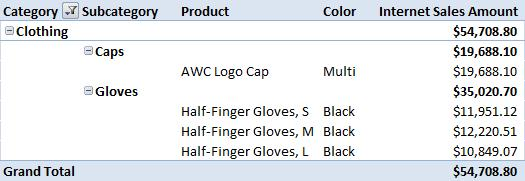 Category Subcategory Product Color Internet Sales Amount
Clothing $54,708.80
Caps $19,688.10
AWC Logo Cap Multi $19,688.10
Gloves $35,020.70
Half-Finger Gloves, S Black $11,951.12
Half-Finger Gloves, M Black $12,220.51
Half-Finger Gloves, L Black $10,849.07
Grand Total $54,708.80